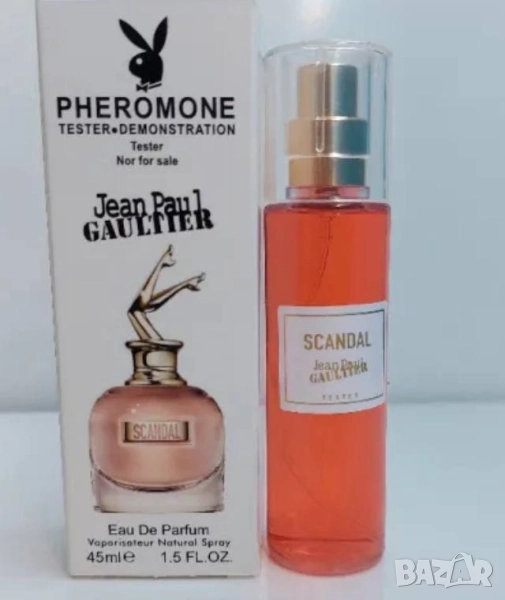 PHEROMONE
TESTER●DEMONSTRATION
Tester
Nor for sale
Jean Paul
GAULTIER
SCANDAL
Eau De Parfum
Vaporisateur Natural Spray
45ml℮ 1.5 FL.OZ.
SCANDAL
Jean Paul
GAULTIER
TESTER
BAZAR